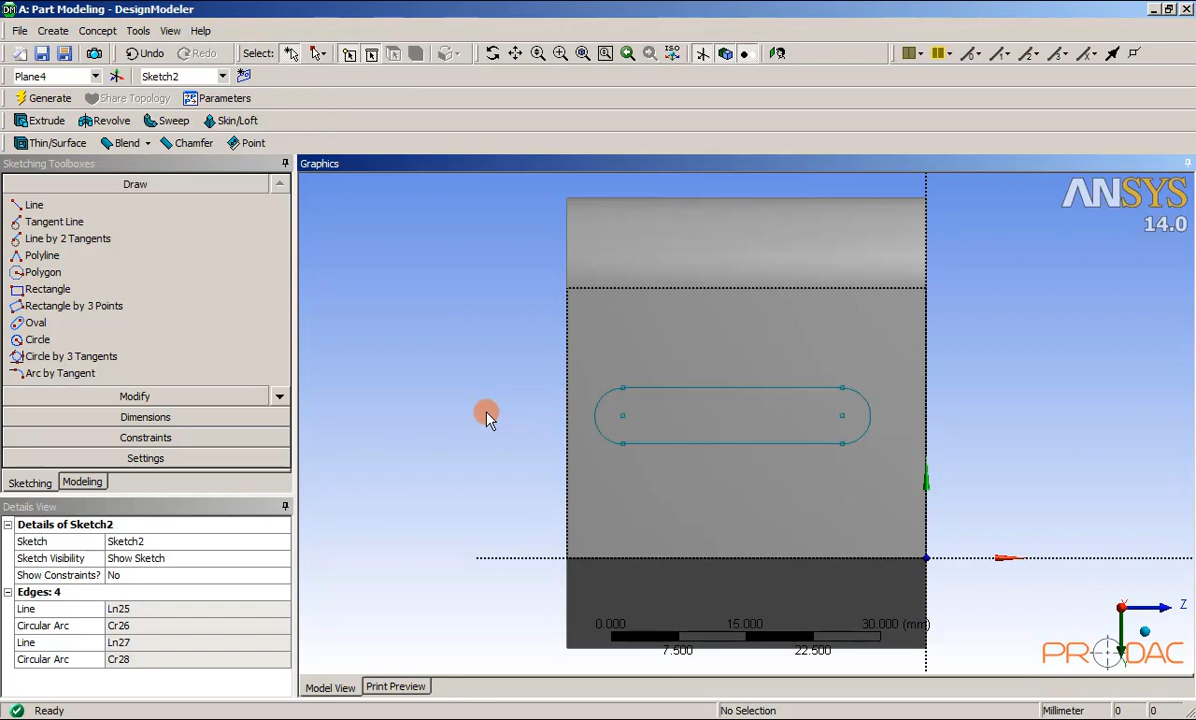 A: Part Modeling - DesignModeler
File Create Concept Tools View Help
Undo Redo Select:
Plane4 Sketch2
Generate Share Topology Parameters
Extrude Revolve Sweep Skin/Loft
Thin/Surface Blend Chamfer Point
Sketching Toolboxes
Draw
Line
Tangent Line
Line by 2 Tangents
Polyline
Polygon
Rectangle
Rectangle by 3 Points
Oval
Circle
Circle by 3 Tangents
Arc by Tangent
Modify
Dimensions
Constraints
Settings
Sketching Modeling
Details View
Details of Sketch2
Sketch Sketch2
Sketch Visibility Show Sketch
Show Constraints? No
Edges: 4
Line Ln25
Circular Arc Cr26
Line Ln27
Circular Arc Cr28
Graphics
ANSYS
14.0
0.000 15.000 30.000 (mm)
7.500 22.500
Z
Y
PRODAC
Model View Print Preview
Ready No Selection Millimeter 0 0